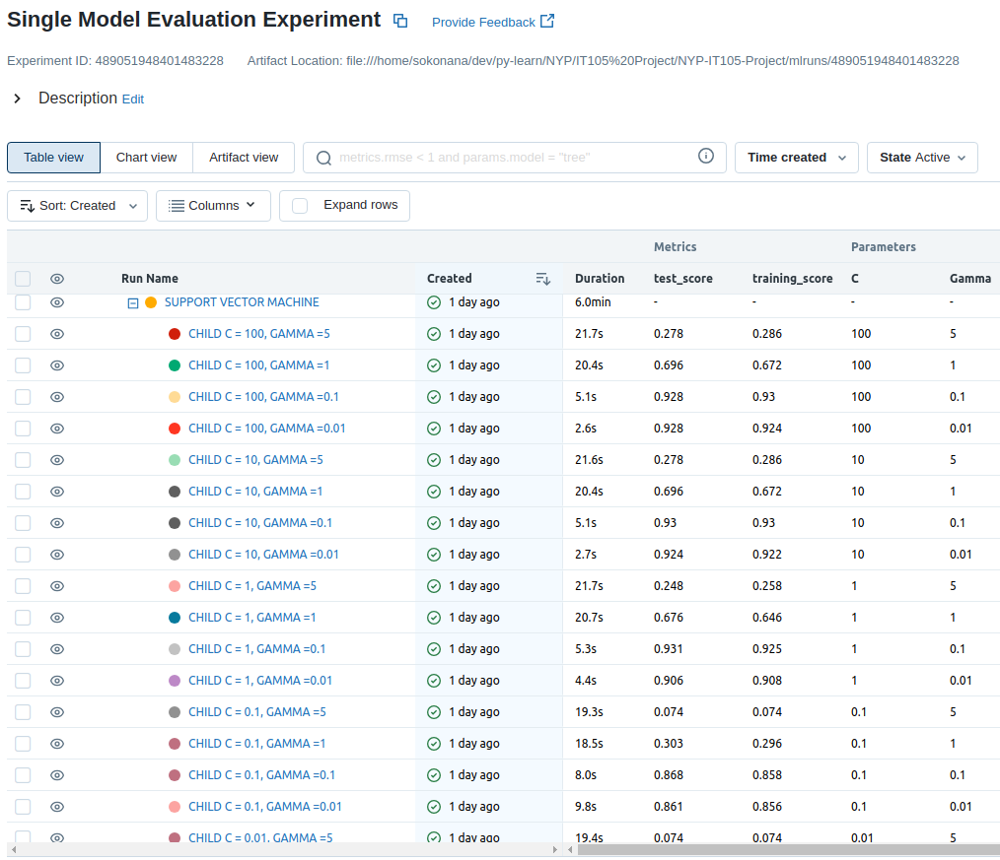 Single Model Evaluation Experiment Provide Feedback
Experiment ID: 489051948401483228 Artifact Location: file:///home/sokonana/dev/py-learn/NYP/IT105%20Project/NYP-IT105-Project/mlruns/489051948401483228
Description Edit
Table view Chart view Artifact view metrics.rmse < 1 and params.model = "tree" Time created State Active
Sort: Created Columns Expand rows
Metrics Parameters
Run Name Created Duration test_score training_score C Gamma
SUPPORT VECTOR MACHINE 1 day ago 6.0min - - - -
CHILD C = 100, GAMMA =5 1 day ago 21.7s 0.278 0.286 100 5
CHILD C = 100, GAMMA =1 1 day ago 20.4s 0.696 0.672 100 1
CHILD C = 100, GAMMA =0.1 1 day ago 5.1s 0.928 0.93 100 0.1
CHILD C = 100, GAMMA =0.01 1 day ago 2.6s 0.928 0.924 100 0.01
CHILD C = 10, GAMMA =5 1 day ago 21.6s 0.278 0.286 10 5
CHILD C = 10, GAMMA =1 1 day ago 20.4s 0.696 0.672 10 1
CHILD C = 10, GAMMA =0.1 1 day ago 5.1s 0.93 0.93 10 0.1
CHILD C = 10, GAMMA =0.01 1 day ago 2.7s 0.924 0.922 10 0.01
CHILD C = 1, GAMMA =5 1 day ago 21.7s 0.248 0.258 1 5
CHILD C = 1, GAMMA =1 1 day ago 20.7s 0.676 0.646 1 1
CHILD C = 1, GAMMA =0.1 1 day ago 5.3s 0.931 0.925 1 0.1
CHILD C = 1, GAMMA =0.01 1 day ago 4.4s 0.906 0.908 1 0.01
CHILD C = 0.1, GAMMA =5 1 day ago 19.3s 0.074 0.074 0.1 5
CHILD C = 0.1, GAMMA =1 1 day ago 18.5s 0.303 0.296 0.1 1
CHILD C = 0.1, GAMMA =0.1 1 day ago 8.0s 0.868 0.858 0.1 0.1
CHILD C = 0.1, GAMMA =0.01 1 day ago 9.8s 0.861 0.856 0.1 0.01
CHILD C = 0.01, GAMMA =5 1 day ago 19.4s 0.074 0.074 0.01 5